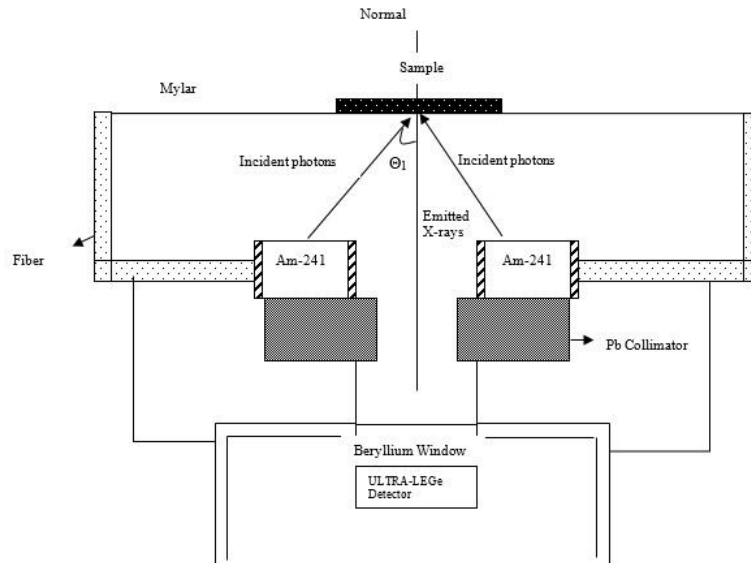 Normal
Sample
Mylar
Incident photons
Θ1
Incident photons
Emitted
X-rays
Fiber
Am-241
Am-241
Pb Collimator
Beryllium Window
ULTRA-LEGe
Detector